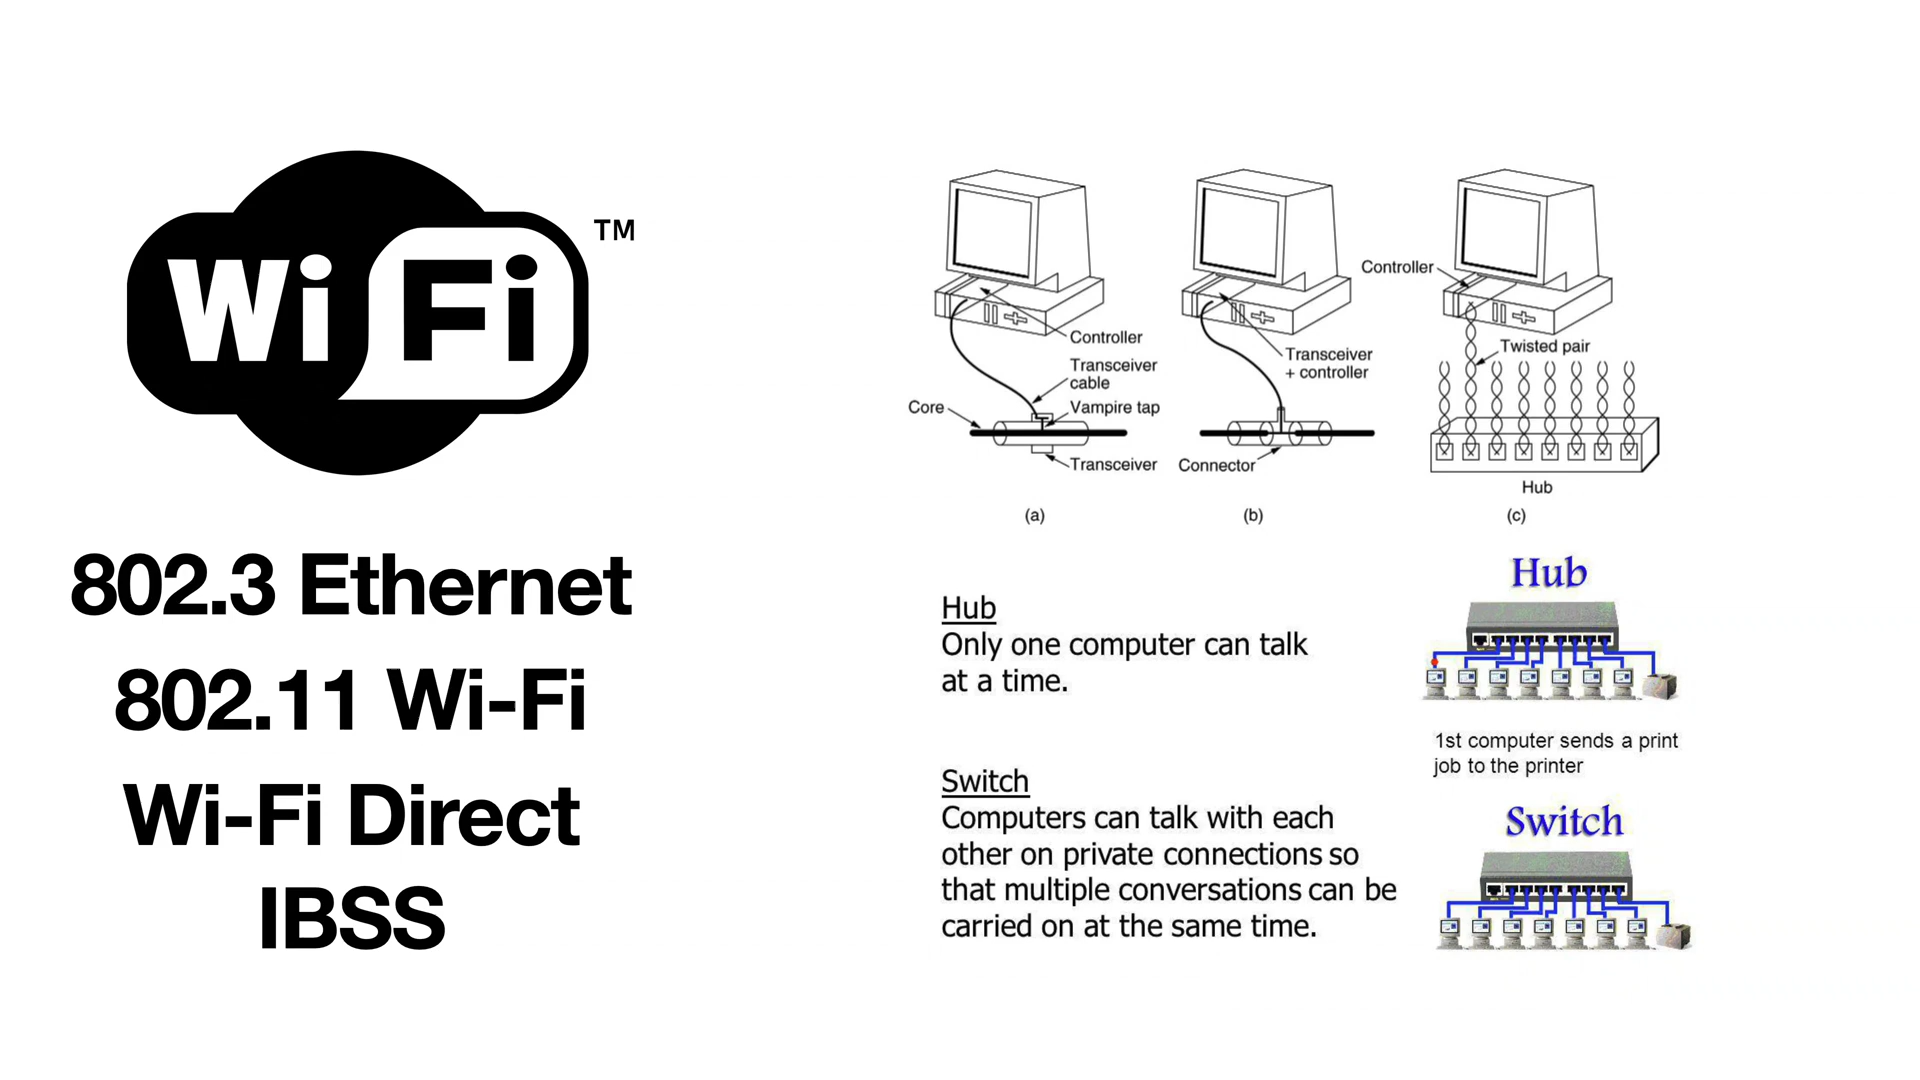 Wi Fi TM
802.3 Ethernet
802.11 Wi-Fi
Wi-Fi Direct
IBSS
Controller
Transceiver
cable
Core
Vampire tap
Transceiver
(a)
Transceiver
+ controller
Connector
(b)
Controller
Twisted pair
Hub
(c)
Hub
Only one computer can talk
at a time.
Hub
1st computer sends a print
job to the printer
Switch
Computers can talk with each
other on private connections so
that multiple conversations can be
carried on at the same time.
Switch